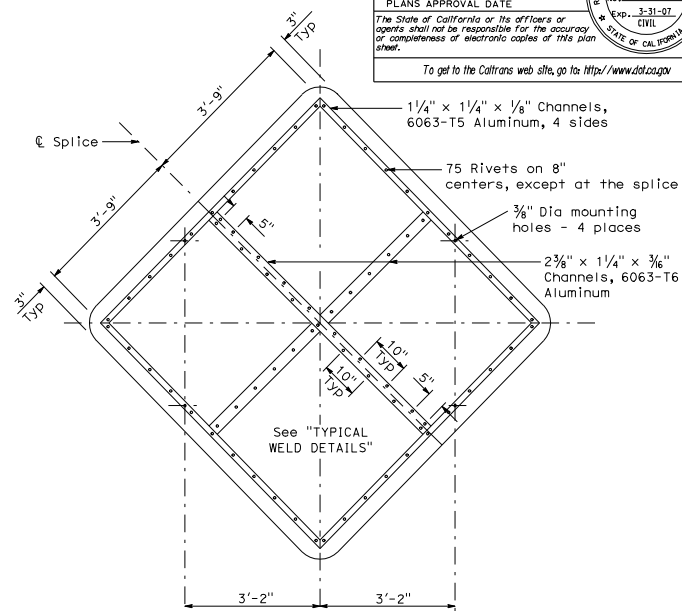 PLANS APPROVAL DATE
The State of California or its officers or
agents shall not be responsible for the accuracy
or completeness of electronic copies of this plan
sheet.
To get to the Caltrans web site, go to: http://www.dot.ca.gov
Exp. 3-31-07
CIVIL
STATE OF CALIFORNIA
3"
Typ
3'-9"
℄ Splice
3'-9"
3"
Typ
1¼" × 1¼" × ⅛" Channels,
6063-T5 Aluminum, 4 sides
75 Rivets on 8"
centers, except at the splice
⅜" Dia mounting
holes - 4 places
2⅜" × 1¼" × 3⁄16"
Channels, 6063-T6
Aluminum
5"
10"
Typ
10"
Typ
5"
See "TYPICAL
WELD DETAILS"
3'-2"
3'-2"